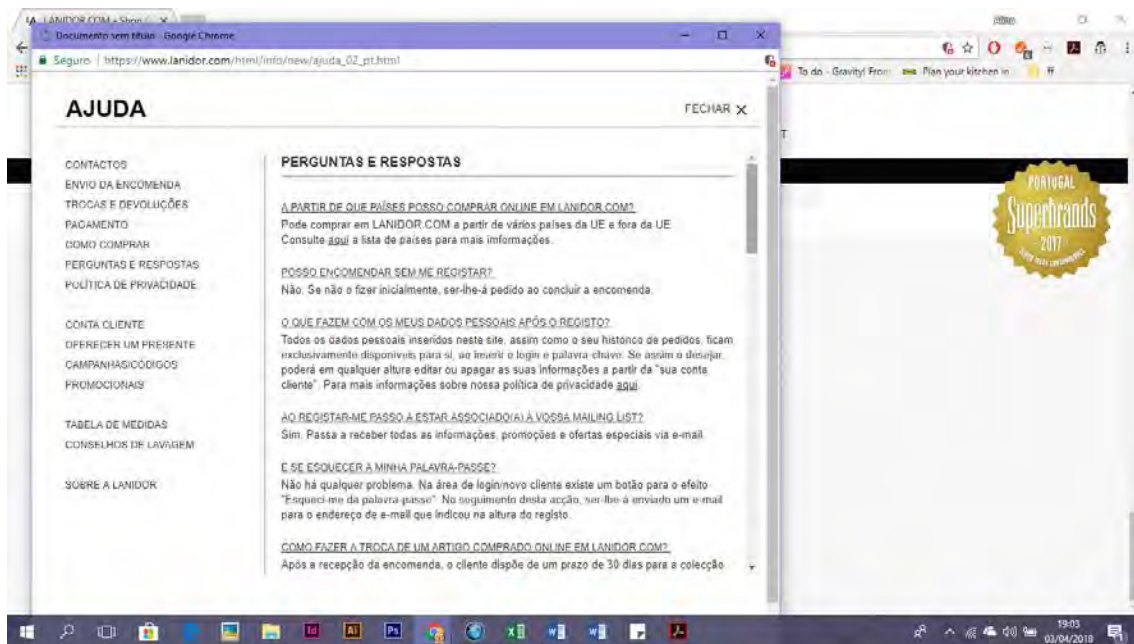 LANIDOR.COM - Shop
Documento sem título - Google Chrome
Seguro | https://www.lanidor.com/html/info/new/ajuda_02_pt.html
To do - Gravity! Fron
Plan your kitchen in
ff
AJUDA
FECHAR X
CONTACTOS
ENVIO DA ENCOMENDA
TROCAS E DEVOLUÇÕES
PAGAMENTO
COMO COMPRAR
PERGUNTAS E RESPOSTAS
POLÍTICA DE PRIVACIDADE
CONTA CLIENTE
OFERECER UM PRESENTE
CAMPANHAS/CÓDIGOS
PROMOCIONAIS
TABELA DE MEDIDAS
CONSELHOS DE LAVAGEM
SOBRE A LANIDOR
PERGUNTAS E RESPOSTAS
A PARTIR DE QUE PAÍSES POSSO COMPRAR ONLINE EM LANIDOR.COM?
Pode comprar em LANIDOR.COM a partir de vários países da UE e fora da UE
Consulte aqui a lista de países para mais imformações.
POSSO ENCOMENDAR SEM ME REGISTAR?
Não. Se não o fizer inicialmente, ser-lhe-á pedido ao concluir a encomenda.
O QUE FAZEM COM OS MEUS DADOS PESSOAIS APÓS O REGISTO?
Todos os dados pessoais inseridos neste site, assim como o seu histórico de pedidos, ficam
exclusivamente disponíveis para si, ao inserir o login e palavra-chave. Se assim o desejar,
poderá em qualquer altura editar ou apagar as suas informações a partir da "sua conta
cliente". Para mais informações sobre nossa política de privacidade aqui.
AO REGISTAR-ME PASSO A ESTAR ASSOCIADO(A) À VOSSA MAILING LIST?
Sim. Passa a receber todas as informações, promoções e ofertas especiais via e-mail.
E SE ESQUECER A MINHA PALAVRA-PASSE?
Não há qualquer problema. Na área de login/novo cliente existe um botão para o efeito
"Esqueci-me da palavra-passe". No seguimento desta acção, ser-lhe-á enviado um e-mail
para o endereço de e-mail que indicou na altura do registo.
COMO FAZER A TROCA DE UM ARTIGO COMPRADO ONLINE EM LANIDOR.COM?
Após a recepção da encomenda, o cliente dispõe de um prazo de 30 dias para a colecção
T
PORTUGAL
Superbrands
2017
Id
Ai
Ps
19:03
03/04/2018